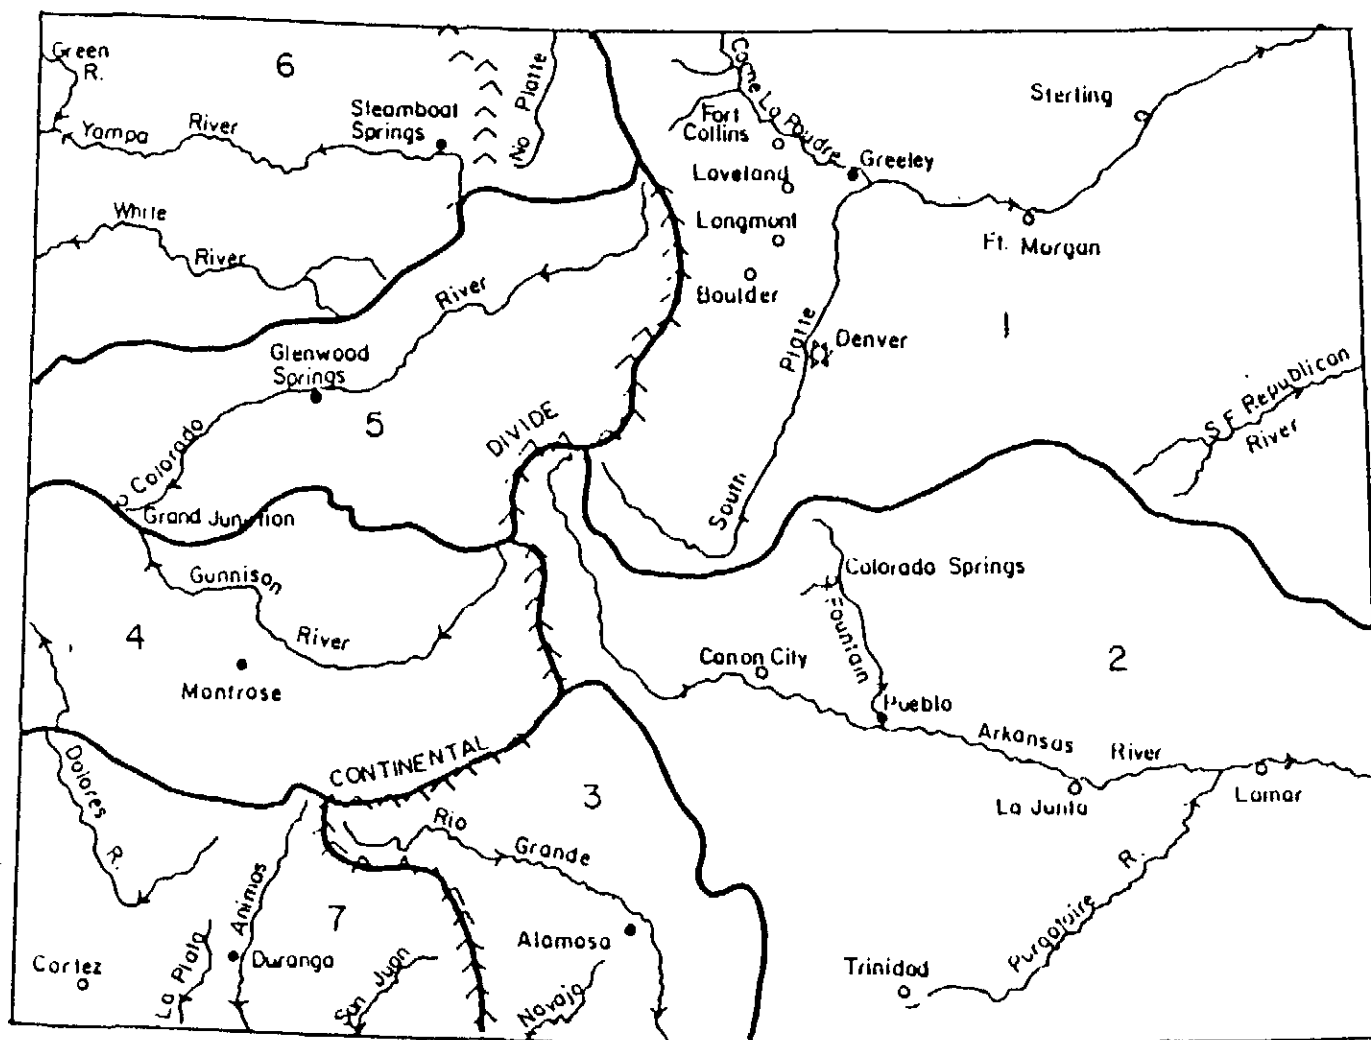 Green
R.
6
No Platte
Cache La Poudre
Sterling
Steamboat
Springs
Yampa River
Fort
Collins
Greeley
Loveland
White
River
Longmont
Ft. Morgan
Boulder
River
Platte
Denver
1
Glenwood
Springs
S F Republican
River
5
DIVIDE
Colorado
South
Grand Junction
Gunnison
River
Colorado Springs
Fountain
4
2
Montrose
Canon City
Pueblo
Arkansas River
CONTINENTAL
Dolores
R.
3
La Junta
Lamar
Rio
Grande
Animas
7
Alamosa
R.
Purgatoire
Cortez
La Plata
Durango
San Juan
Navajo
Trinidad